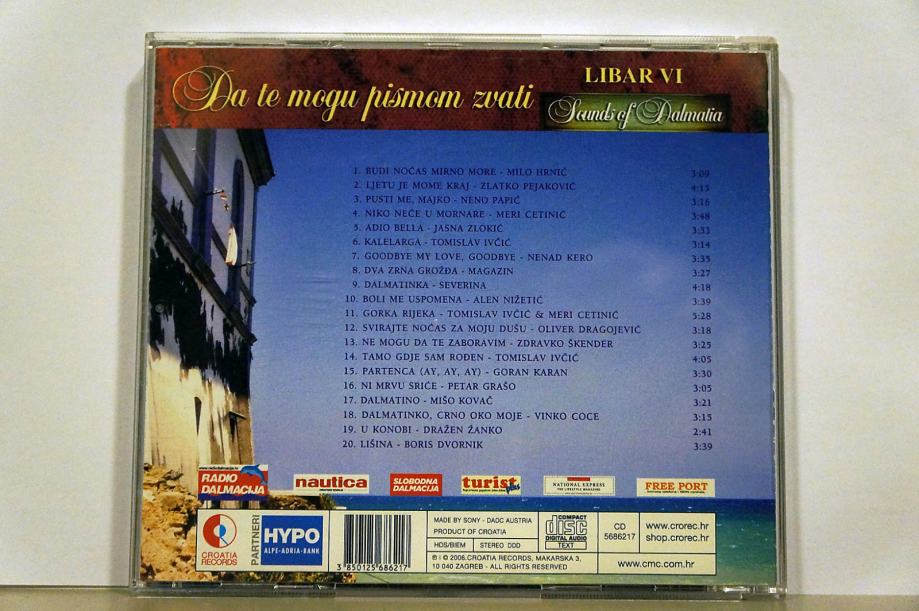 Da te mogu pismom zvati
LIBAR VI
Sounds of Dalmatia
1. BUDI NOĆAS MIRNO MORE - MILO HRNIĆ 3:09
2. LJETU JE MOME KRAJ - ZLATKO PEJAKOVIĆ 4:15
3. PUSTI ME, MAJKO - NENO PAPIĆ 3:16
4. NIKO NEĆE U MORNARE - MERI CETINIĆ 3:48
5. ADIO BELLA - JASNA ZLOKIĆ 3:33
6. KALELARGA - TOMISLAV IVČIĆ 3:14
7. GOODBYE MY LOVE, GOODBYE - NENAD KERO 3:35
8. DVA ZRNA GROŽĐA - MAGAZIN 3:27
9. DALMATINKA - SEVERINA 4:18
10. BOLI ME USPOMENA - ALEN NIŽETIĆ 3:39
11. GORKA RIJEKA - TOMISLAV IVČIĆ & MERI CETINIĆ 5:28
12. SVIRAJTE NOĆAS ZA MOJU DUŠU - OLIVER DRAGOJEVIĆ 3:18
13. NE MOGU DA TE ZABORAVIM - ZDRAVKO ŠKENDER 3:25
14. TAMO GDJE SAM ROĐEN - TOMISLAV IVČIĆ 4:05
15. PARTENCA (AY, AY, AY) - GORAN KARAN 3:30
16. NI MRVU SRIĆE - PETAR GRAŠO 3:05
17. DALMATINO - MIŠO KOVAČ 3:21
18. DALMATINKO, CRNO OKO MOJE - VINKO COCE 3:15
19. U KONOBI - DRAŽEN ŽANKO 2:41
20. LIŠINA - BORIS DVORNIK 3:39
RADIO DALMACIJA
nautica
SLOBODNA DALMACIJA
turist plus
NATIONAL EXPRESS
THE LIFESTYLE MAGAZINE
FREE PORT
CROATIA RECORDS
PARTNERI
HYPO
ALPE-ADRIA-BANK
3 850125 686217
MADE BY SONY - DADC AUSTRIA
PRODUCT OF CROATIA
HDS/BIEM STEREO DDD
COMPACT disc DIGITAL AUDIO TEXT
CD 5686217
www.crorec.hr
shop.crorec.hr
℗ I © 2006.CROATIA RECORDS, MAKARSKA 3,
10 040 ZAGREB - ALL RIGHTS RESERVED
www.cmc.com.hr